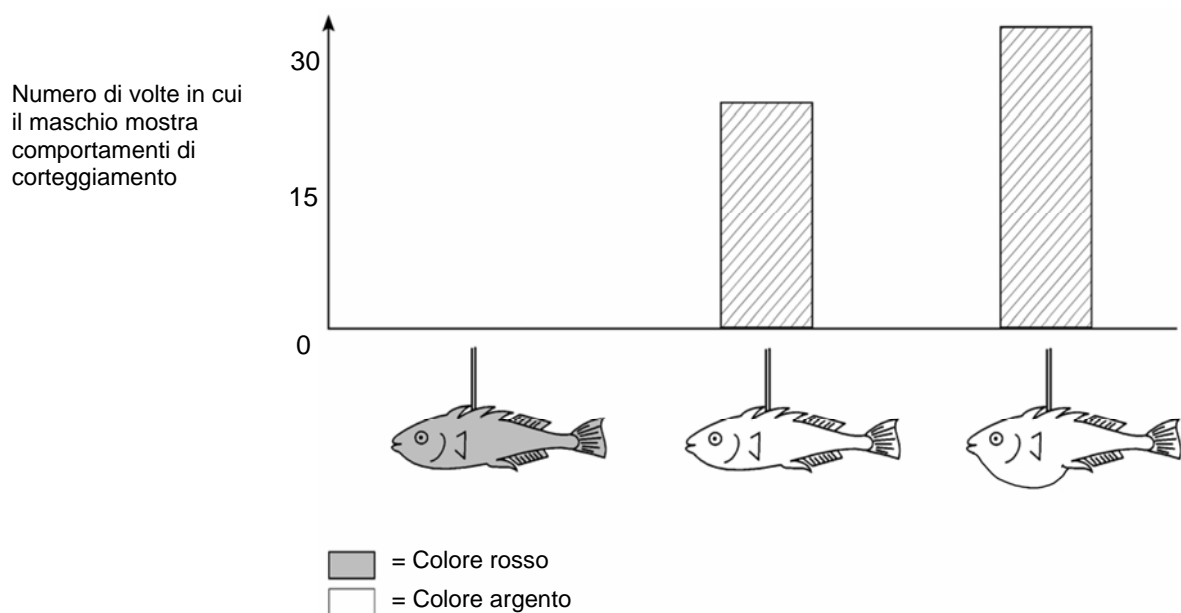 30
Numero di volte in cui
il maschio mostra
comportamenti di
corteggiamento
15
0
= Colore rosso
= Colore argento